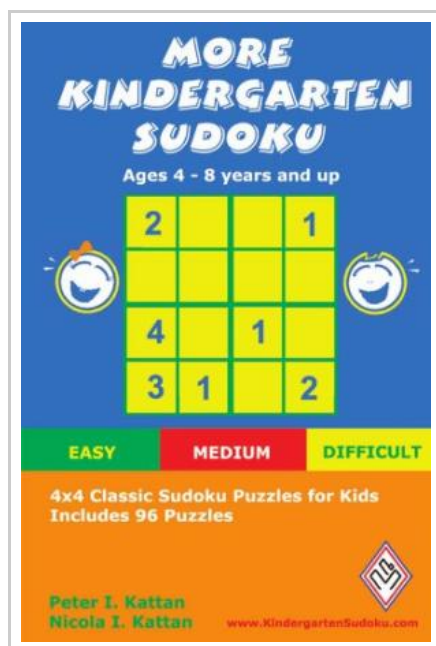 MORE
KINDERGARTEN
SUDOKU
Ages 4 - 8 years and up
2 1
4 1
3 1 2
EASY MEDIUM DIFFICULT
4x4 Classic Sudoku Puzzles for Kids
Includes 96 Puzzles
Peter I. Kattan
Nicola I. Kattan www.KindergartenSudoku.com